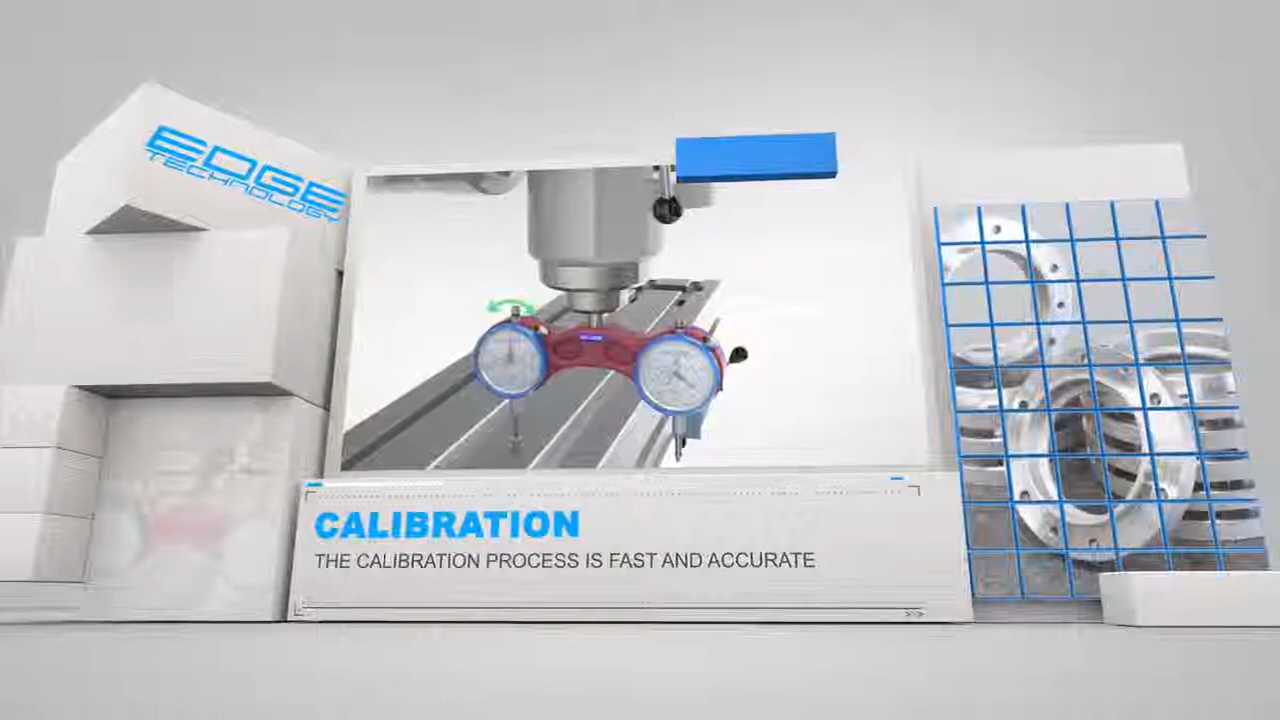 EDGE
TECHNOLOGY
CALIBRATION
THE CALIBRATION PROCESS IS FAST AND ACCURATE